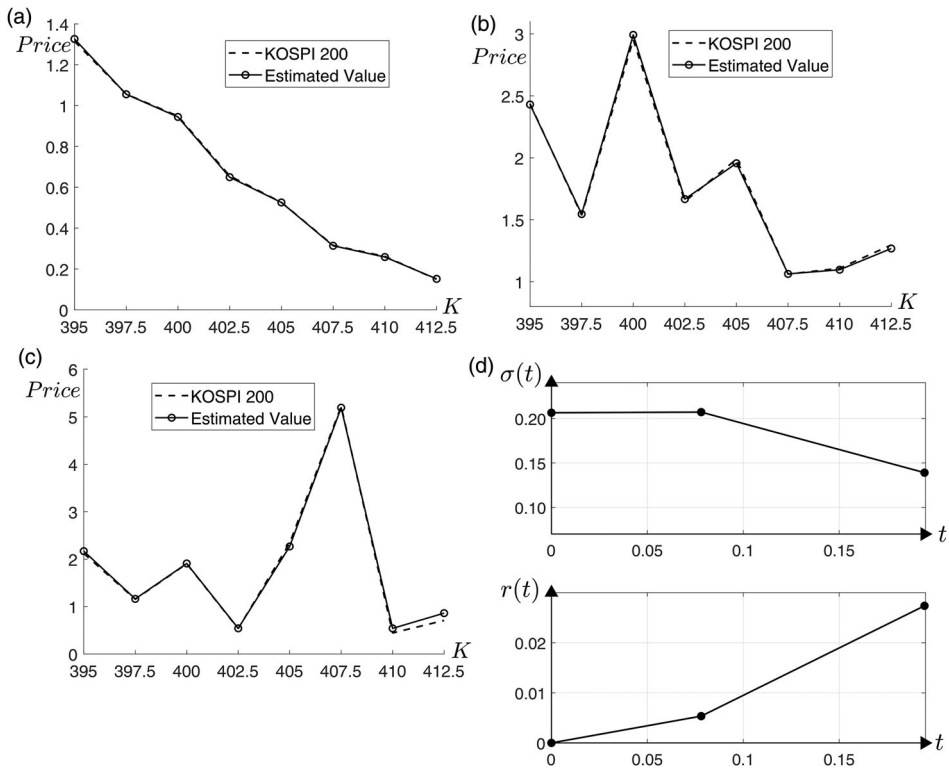 (a)
1.4
Price
1.2
1
0.8
0.6
0.4
0.2
0
KOSPI 200
Estimated Value
K
395 397.5 400 402.5 405 407.5 410 412.5
(b)
3
Price
2.5
2
1.5
1
KOSPI 200
Estimated Value
K
395 397.5 400 402.5 405 407.5 410 412.5
(c)
6
Price
5
4
3
2
1
0
KOSPI 200
Estimated Value
K
395 397.5 400 402.5 405 407.5 410 412.5
(d)
σ(t)
0.20
0.15
0.10
0 0.05 0.1 0.15
t
r(t)
0.02
0.01
0
0 0.05 0.1 0.15
t